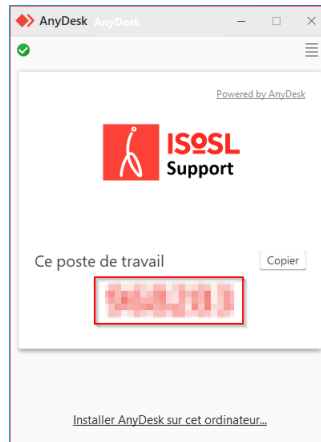 AnyDesk AnyDesk
Powered by AnyDesk
ISOSL
Support
Ce poste de travail
Copier
Installer AnyDesk sur cet ordinateur...